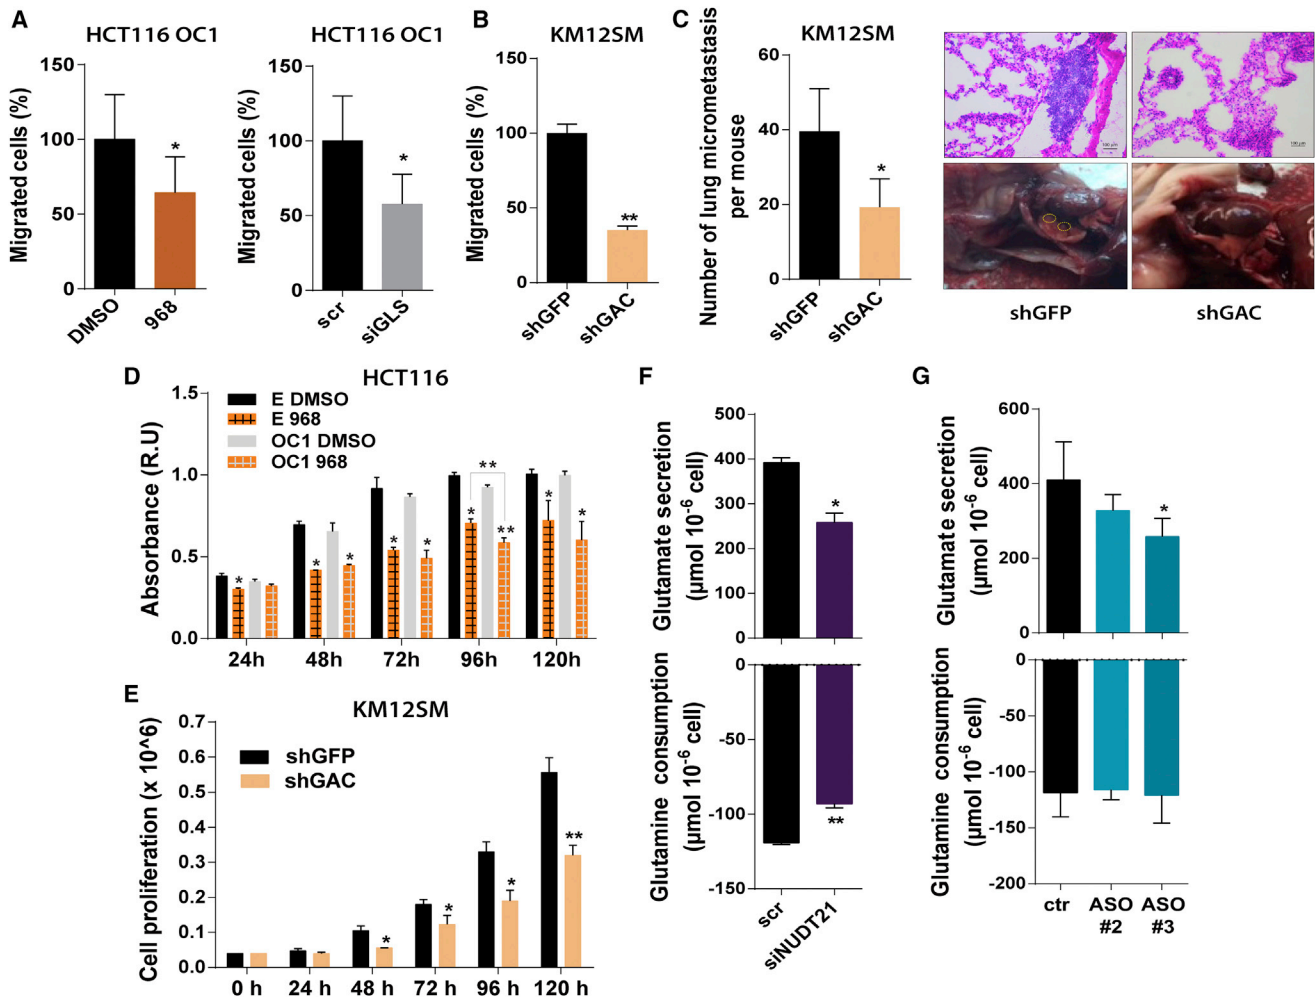 A
HCT116 OC1
Migrated cells (%)
150
100
50
0
*
DMSO
968
HCT116 OC1
Migrated cells (%)
150
100
50
0
*
scr
siGLS
B
KM12SM
Migrated cells (%)
150
100
50
0
**
shGFP
shGAC
C
KM12SM
Number of lung micrometastasis
per mouse
60
40
20
0
*
shGFP
shGAC
100 µm
100 µm
shGFP
shGAC
D
HCT116
Absorbance (R.U)
1.5
1.0
0.5
0.0
E DMSO
E 968
OC1 DMSO
OC1 968
*
*
*
*
*
**
*
**
*
*
24h
48h
72h
96h
120h
E
KM12SM
Cell proliferation (x 10^6)
0.7
0.6
0.5
0.4
0.3
0.2
0.1
0.0
shGFP
shGAC
*
*
*
**
0 h
24 h
48 h
72 h
96 h
120 h
F
Glutamate secretion
(µmol 10⁻⁶ cell)
500
400
300
200
100
0
*
Glutamine consumption
(µmol 10⁻⁶ cell)
0
-50
-100
-150
**
scr
siNUDT21
G
Glutamate secretion
(µmol 10⁻⁶ cell)
600
400
200
0
*
Glutamine consumption
(µmol 10⁻⁶ cell)
0
-50
-100
-150
-200
ctr
ASO
#2
ASO
#3